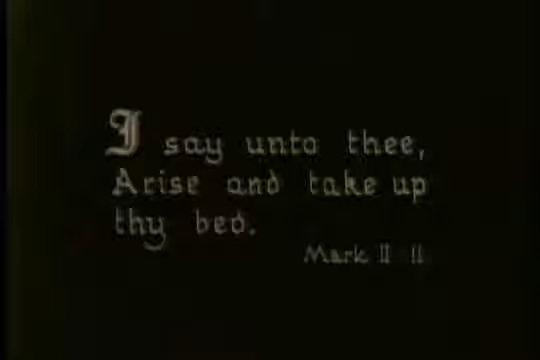 I say unto thee,
Arise and take up
thy bed.
Mark II 11